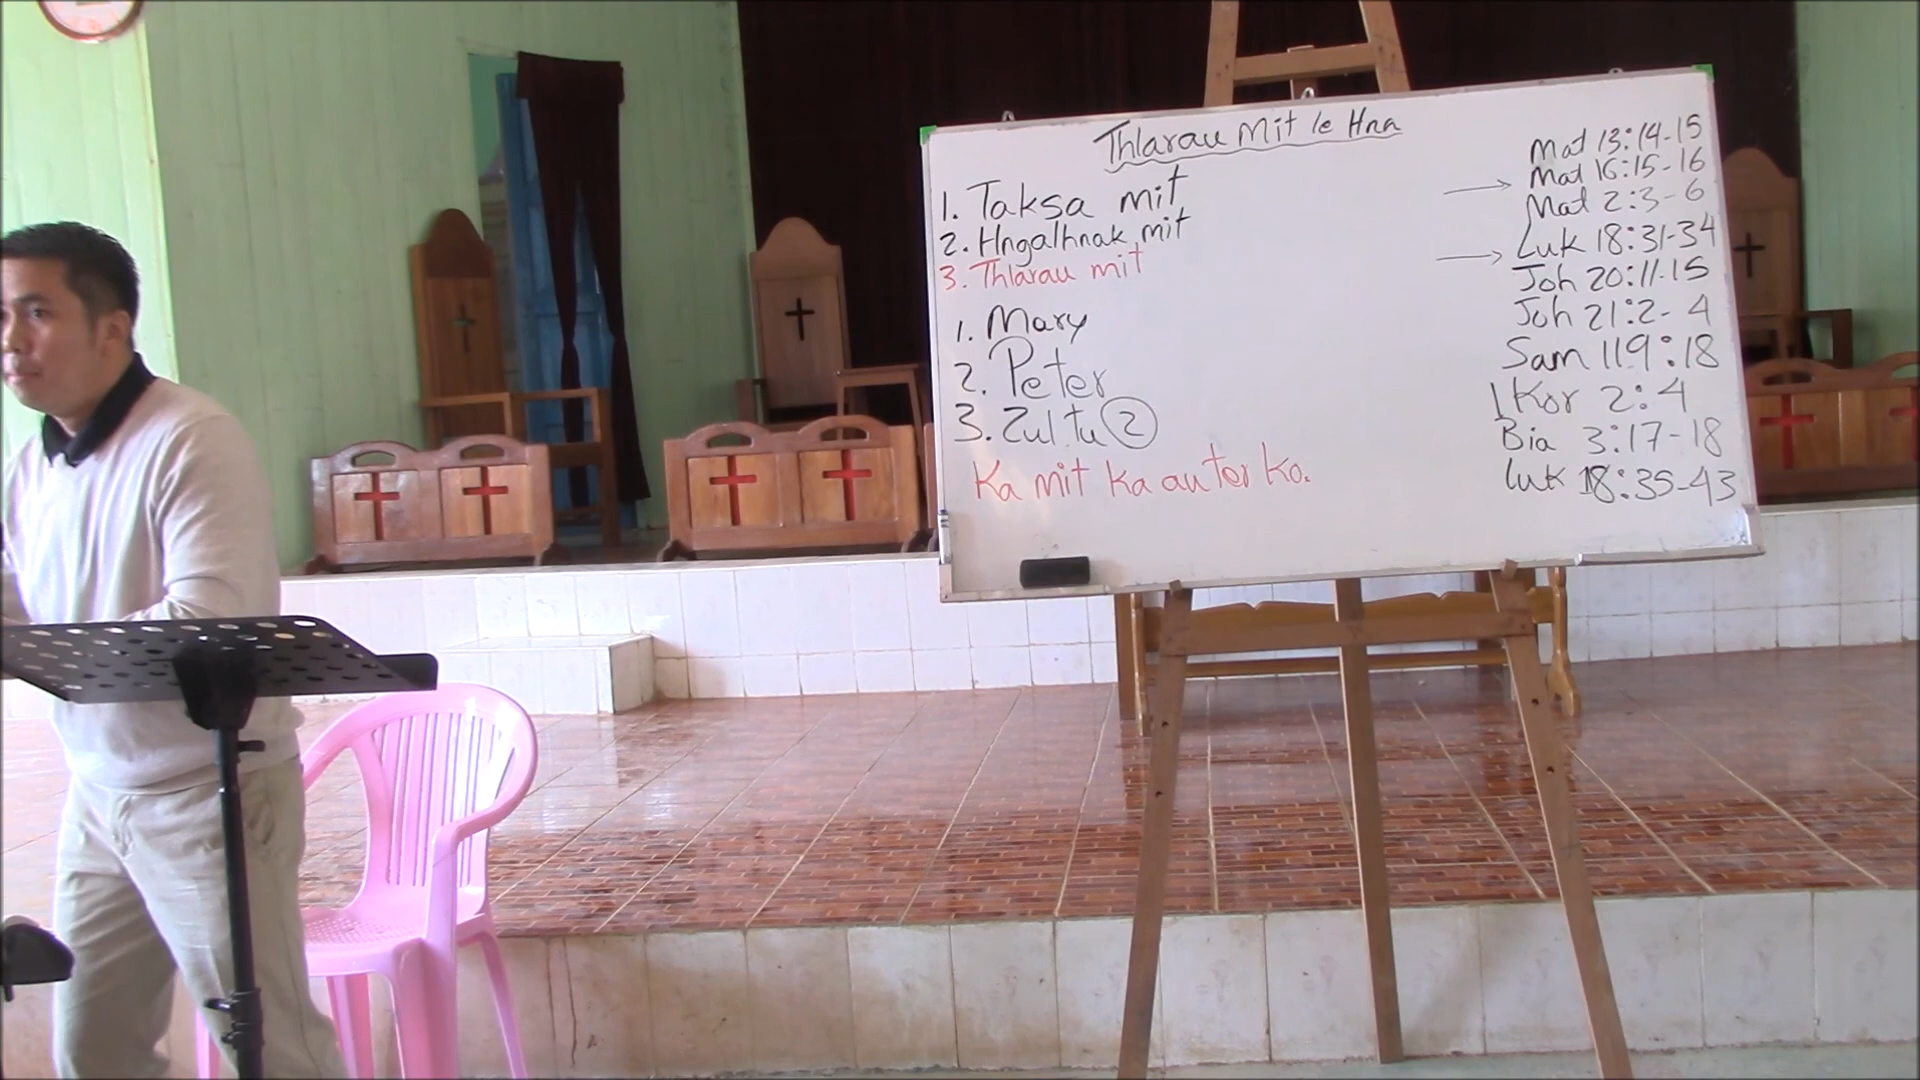 Thlarau Mit le Hna
1. Taksa mit
2. Hngalhnak mit
3. Thlarau mit
1. Mary
2. Peter
3. Zul tu 2
Ka mit ka au ter ko.
Mat 13:14-15
Mat 16:15-16
Mat 2:3-6
Luk 18:31-34
Joh 20:11-15
Joh 21:2-4
Sam 119:18
1 Kor 2:4
Bia 3:17-18
Luk 18:35-43